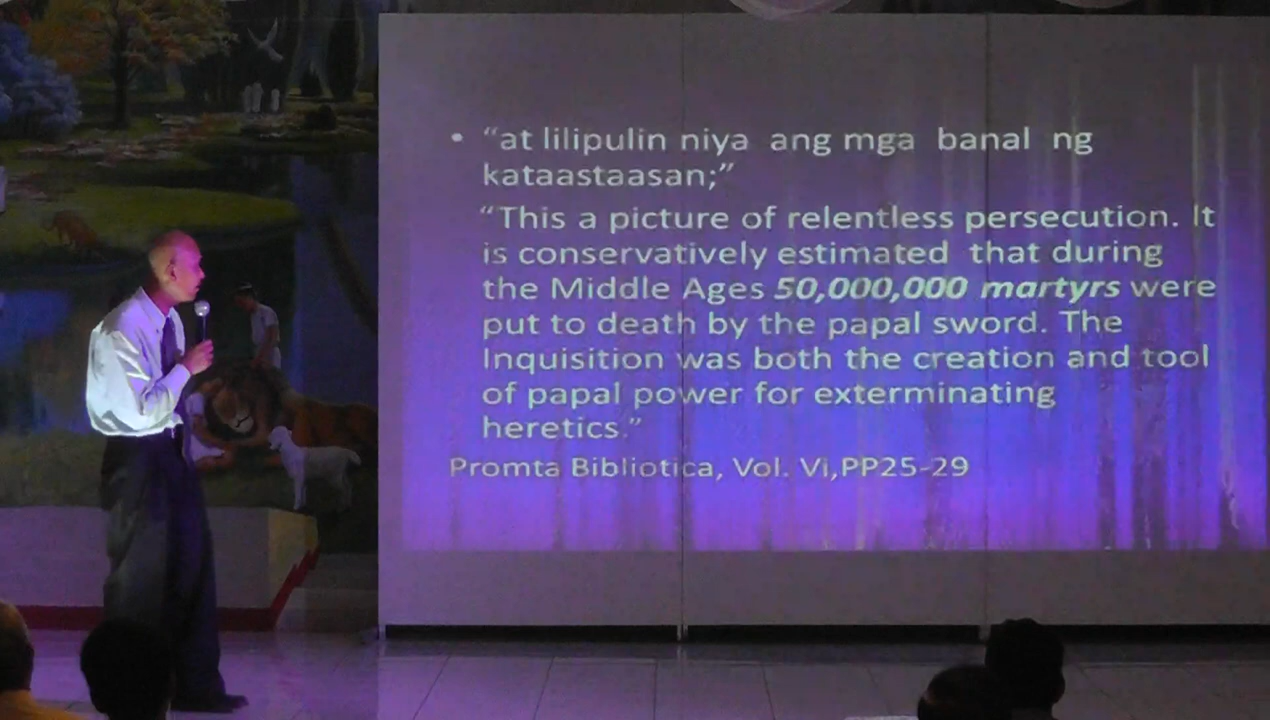 • “at lilipulin niya ang mga banal ng
kataastaasan;”
“This a picture of relentless persecution. It
is conservatively estimated that during
the Middle Ages 50,000,000 martyrs were
put to death by the papal sword. The
Inquisition was both the creation and tool
of papal power for exterminating
heretics.”
Promta Bibliotica, Vol. Vi,PP25-29